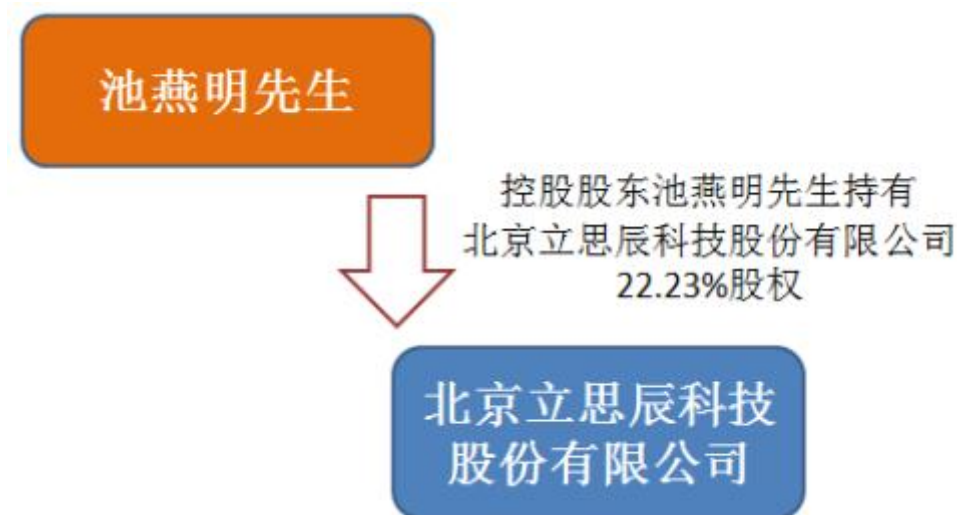 池燕明先生
控股股东池燕明先生持有
北京立思辰科技股份有限公司
22.23%股权
北京立思辰科技
股份有限公司